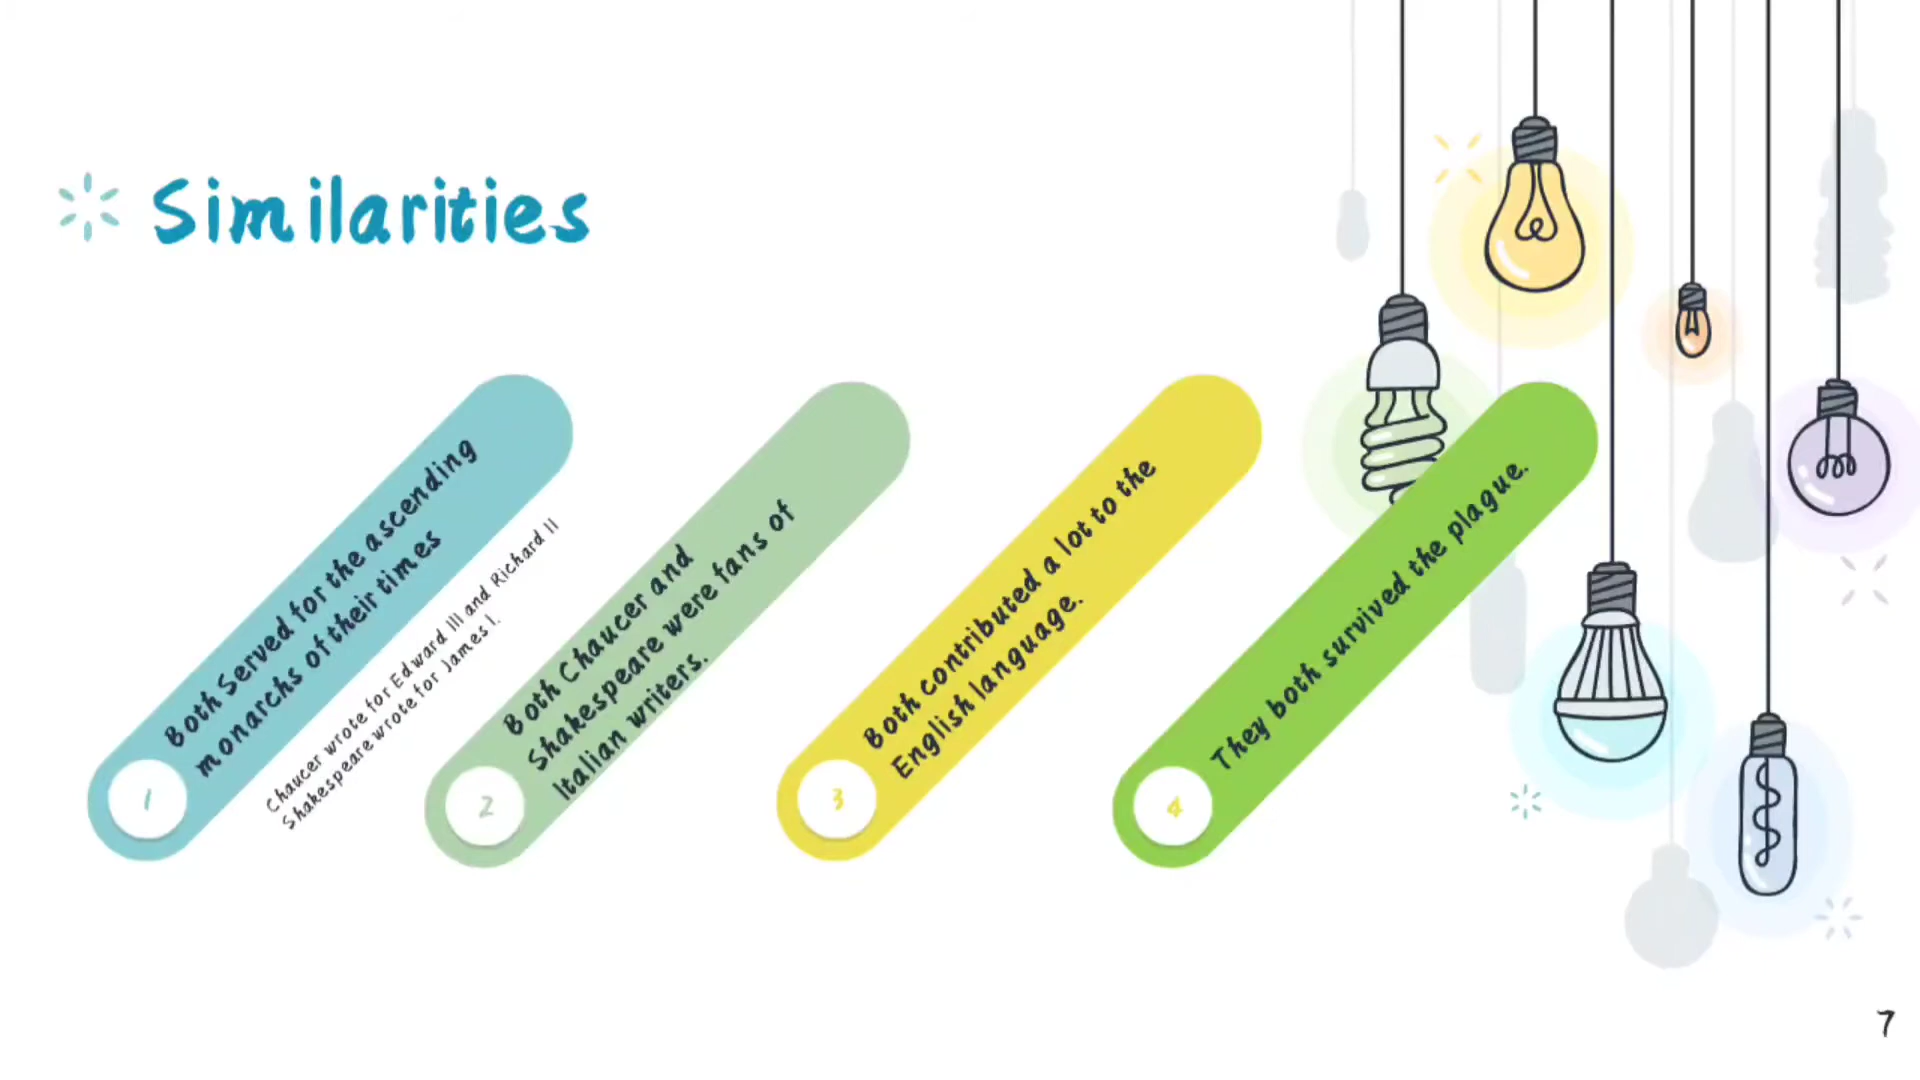 Similarities
Both Served for the ascending
monarchs of their times
Chaucer wrote for Edward III and Richard II
Shakespeare wrote for James I.
1
Both Chaucer and
Shakespeare were fans of
Italian writers.
2
Both contributed a lot to the
English language.
3
They both survived the plague.
4
7